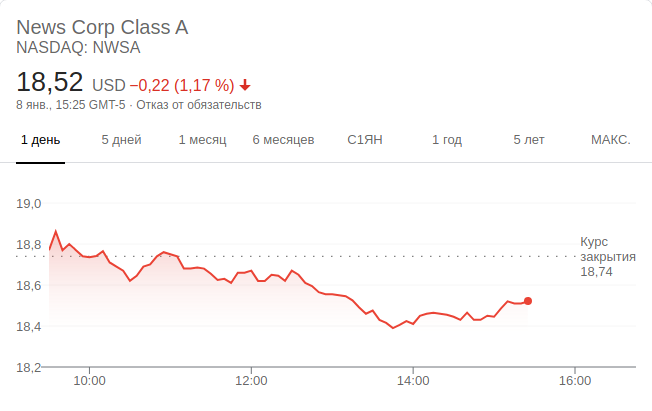 News Corp Class A
NASDAQ: NWSA
18,52 USD −0,22 (1,17 %)
8 янв., 15:25 GMT-5 · Отказ от обязательств
1 день 5 дней 1 месяц 6 месяцев С1ЯН 1 год 5 лет МАКС.
19,0
18,8
18,6
18,4
18,2
Курс
закрытия
18,74
10:00 12:00 14:00 16:00